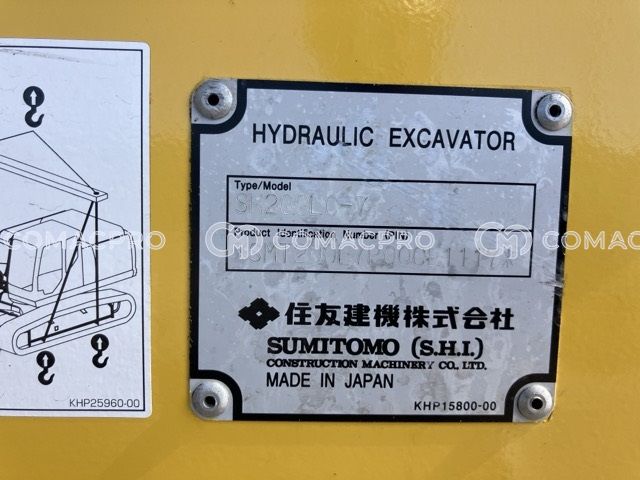 HYDRAULIC EXCAVATOR
Type/Model
Product Identification Number (PIN)
COMACPRO
COMACPRO
COMACPRO
住友建機株式会社
SUMITOMO (S.H.I.)
CONSTRUCTION MACHINERY CO., LTD.
MADE IN JAPAN
KHP15800-00
KHP25960-00